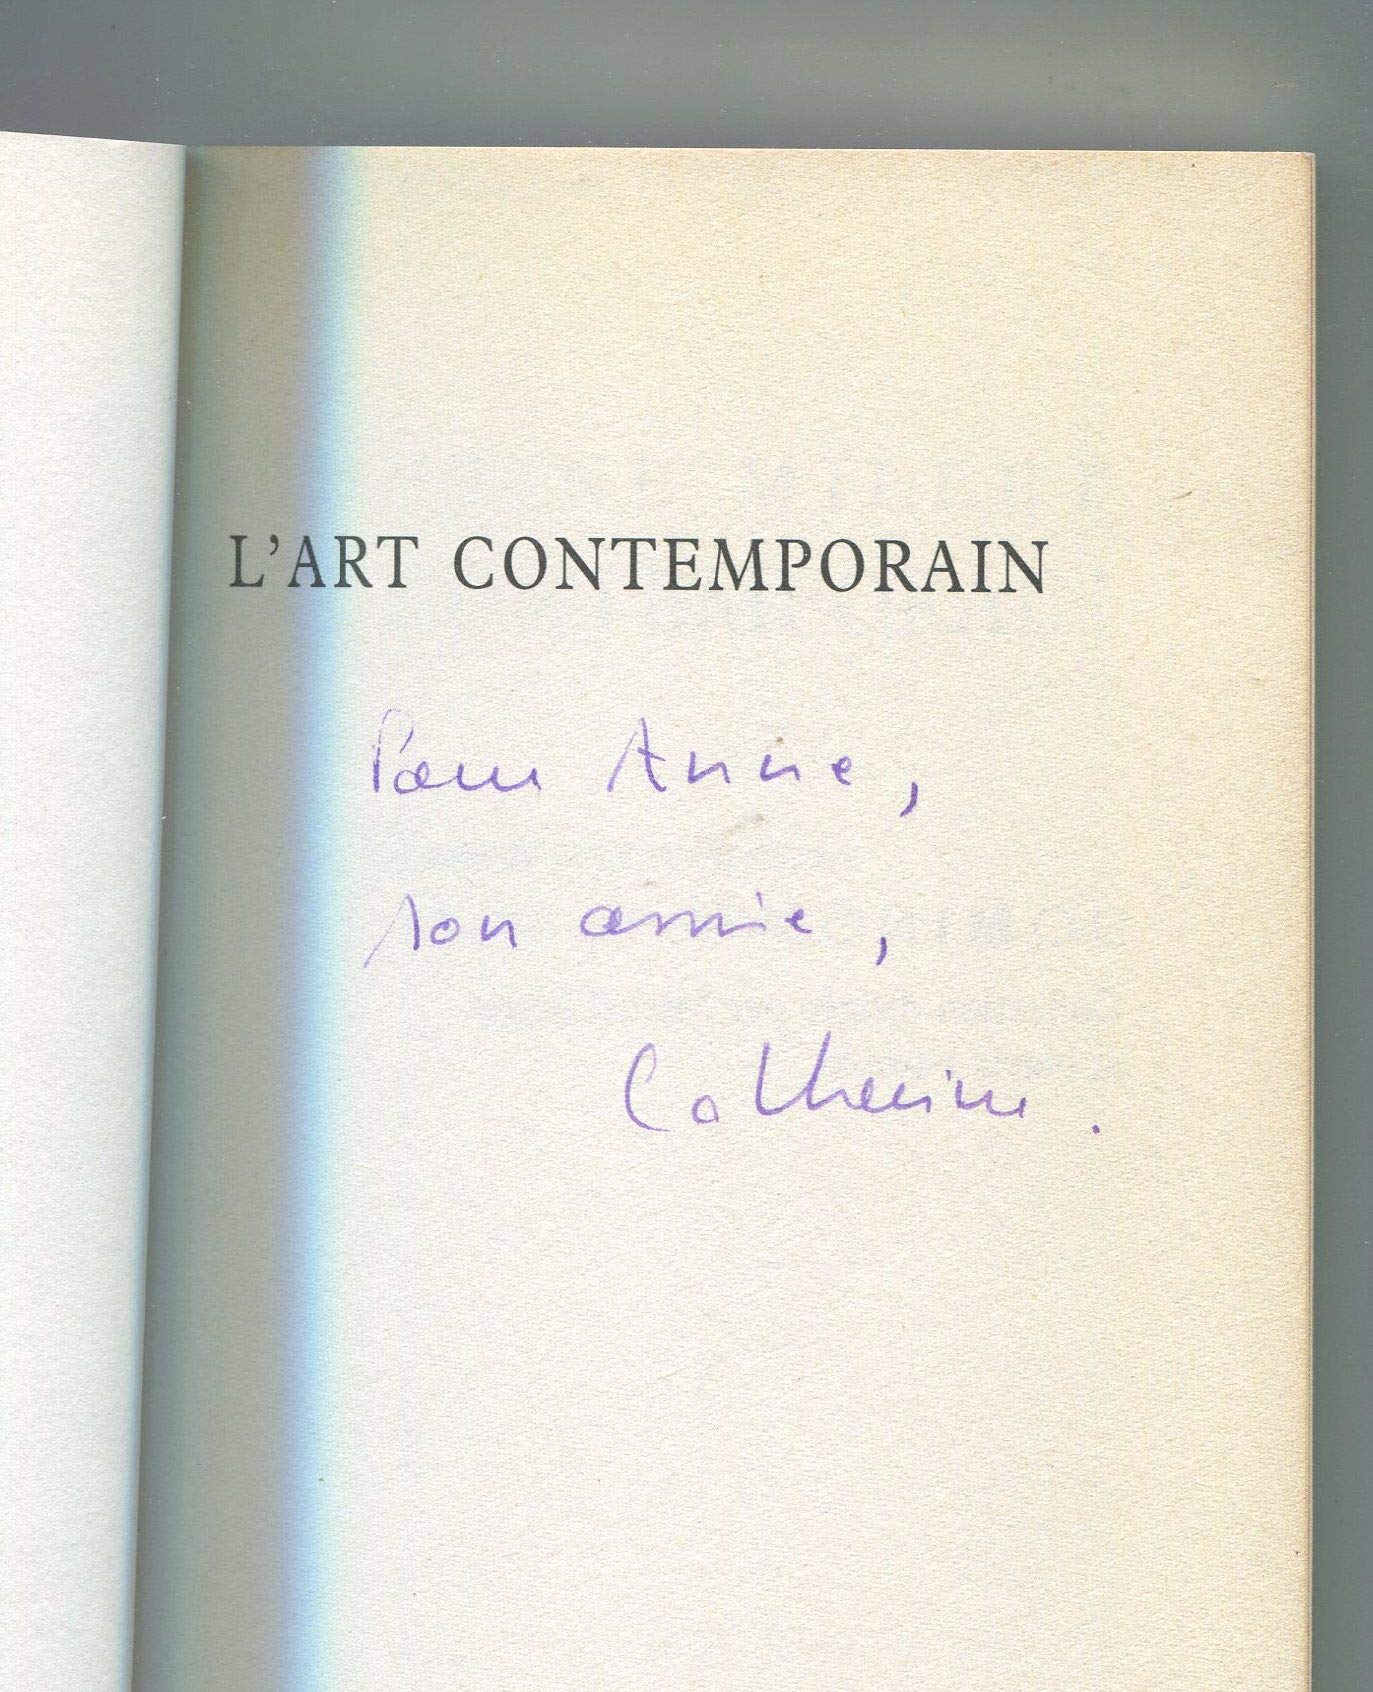 L'ART CONTEMPORAIN
Pour Anne,
son amie,
Catherine.